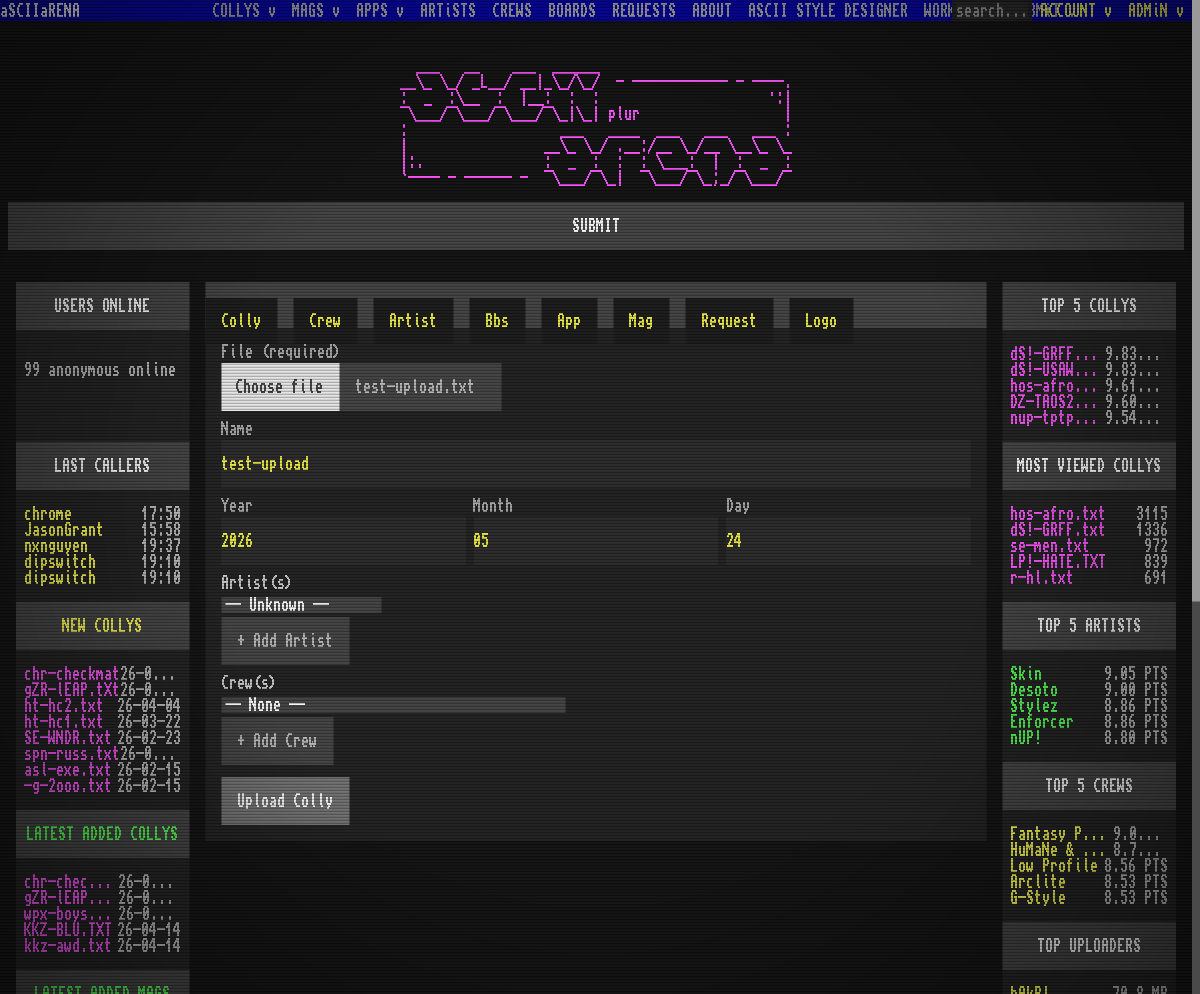 aSCIIaRENA COLLYS v MAGS v APPS v ARTiSTS CREWS BOARDS REQUESTS ABOUT ASCII STYLE DESIGNER search... ACCOUNT v ADMiN v
ascii
plur
arena
SUBMIT
USERS ONLINE
99 anonymous online
LAST CALLERS
chrome 17:50
JasonGrant 15:58
nxnguyen 19:37
dipswitch 19:10
dipswitch 19:10
NEW COLLYS
chr-checkmat26-0...
gZR-lEAP.tXt26-0...
ht-hc2.txt 26-04-04
ht-hc1.txt 26-03-22
SE-WNDR.txt 26-02-23
spn-russ.txt26-0...
asl-exe.txt 26-02-15
-g-2ooo.txt 26-02-15
LATEST ADDED COLLYS
chr-chec... 26-0...
gZR-lEAP... 26-0...
wpx-boys... 26-0...
KKZ-BLU.TXT 26-04-14
kkz-awd.txt 26-04-14
LATEST ADDED MAGS
Colly Crew Artist Bbs App Mag Request Logo
File (required)
Choose file test-upload.txt
Name
test-upload
Year Month Day
2026 05 24
Artist(s)
— Unknown —
+ Add Artist
Crew(s)
— None —
+ Add Crew
Upload Colly
TOP 5 COLLYS
dS!-GRFF... 9.83...
dS!-USAW... 9.83...
hos-afro... 9.61...
DZ-TAOS2... 9.60...
nup-tptp... 9.54...
MOST VIEWED COLLYS
hos-afro.txt 3115
dS!-GRFF.txt 1336
se-men.txt 972
LP!-HATE.TXT 839
r-hl.txt 691
TOP 5 ARTISTS
Skin 9.05 PTS
Desoto 9.00 PTS
Stylez 8.86 PTS
Enforcer 8.86 PTS
nUP! 8.80 PTS
TOP 5 CREWS
Fantasy P... 9.0...
HuMaNe & ... 8.7...
Low Profile 8.56 PTS
Arclite 8.53 PTS
G-Style 8.53 PTS
TOP UPLOADERS